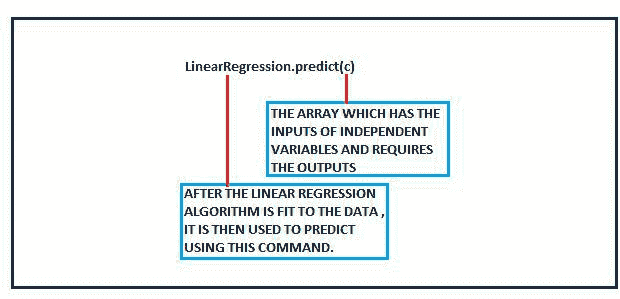 LinearRegression.predict(c)
THE ARRAY WHICH HAS THE
INPUTS OF INDEPENDENT
VARIABLES AND REQUIRES
THE OUTPUTS
AFTER THE LINEAR REGRESSION
ALGORITHM IS FIT TO THE DATA ,
IT IS THEN USED TO PREDICT
USING THIS COMMAND.